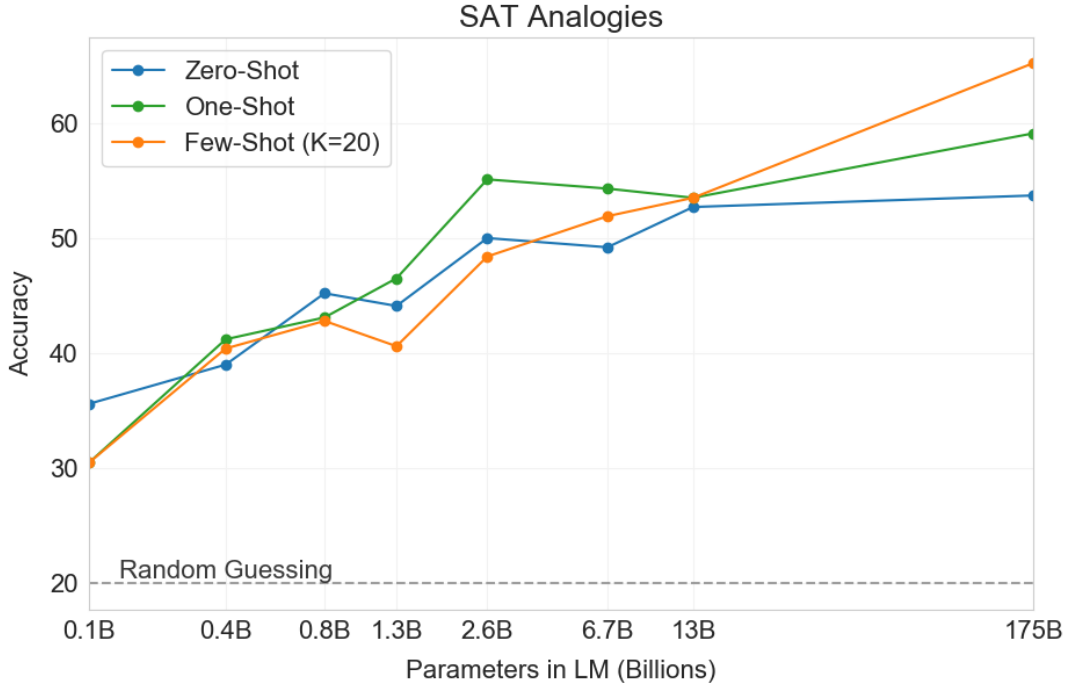 SAT Analogies
Zero-Shot
One-Shot
Few-Shot (K=20)
60
50
40
30
20
Accuracy
Random Guessing
0.1B 0.4B 0.8B 1.3B 2.6B 6.7B 13B 175B
Parameters in LM (Billions)